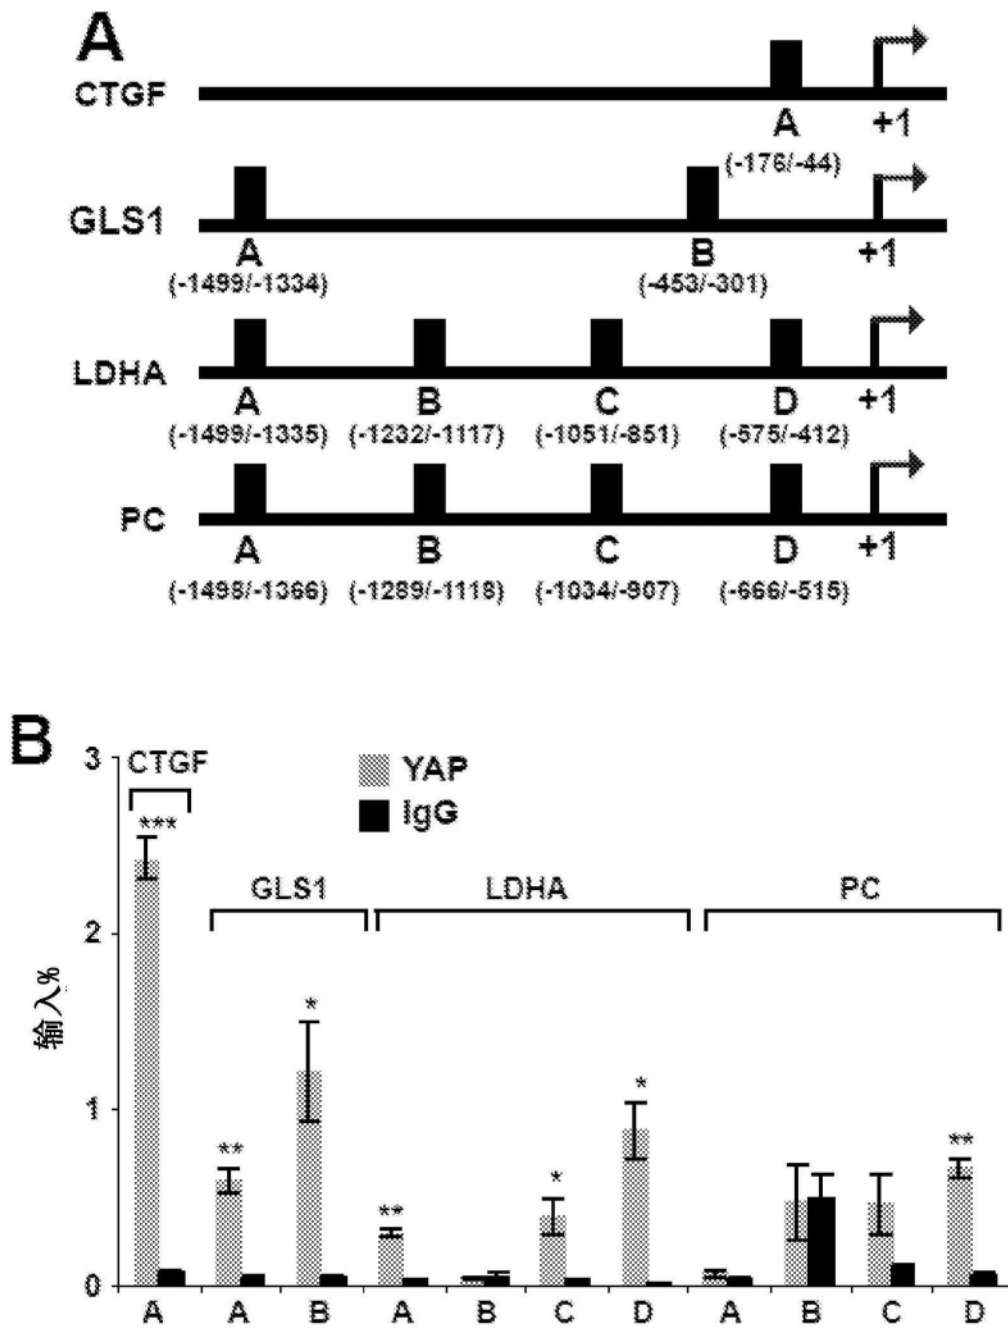 A
CTGF
A +1
(-176/-44)
GLS1
A B +1
(-1499/-1334) (-453/-301)
LDHA
A B C D +1
(-1499/-1335) (-1232/-1117) (-1051/-851) (-575/-412)
PC
A B C D +1
(-1498/-1366) (-1289/-1118) (-1034/-907) (-666/-515)
B
3
CTGF
YAP
IgG
***
GLS1 LDHA PC
2
输入%
* *
1
** ** * **
0
A A B A B C D A B C D